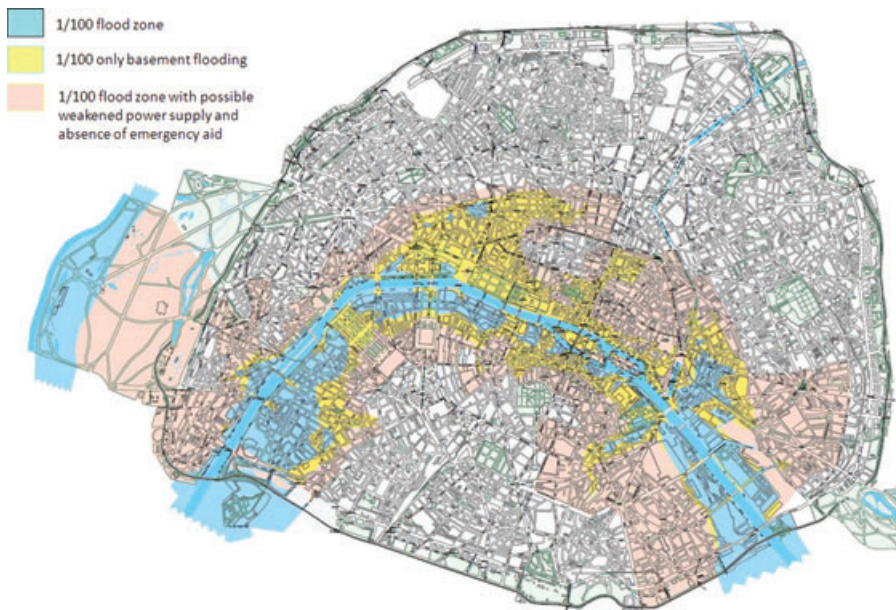 1/100 flood zone
1/100 only basement flooding
1/100 flood zone with possible
weakened power supply and
absence of emergency aid